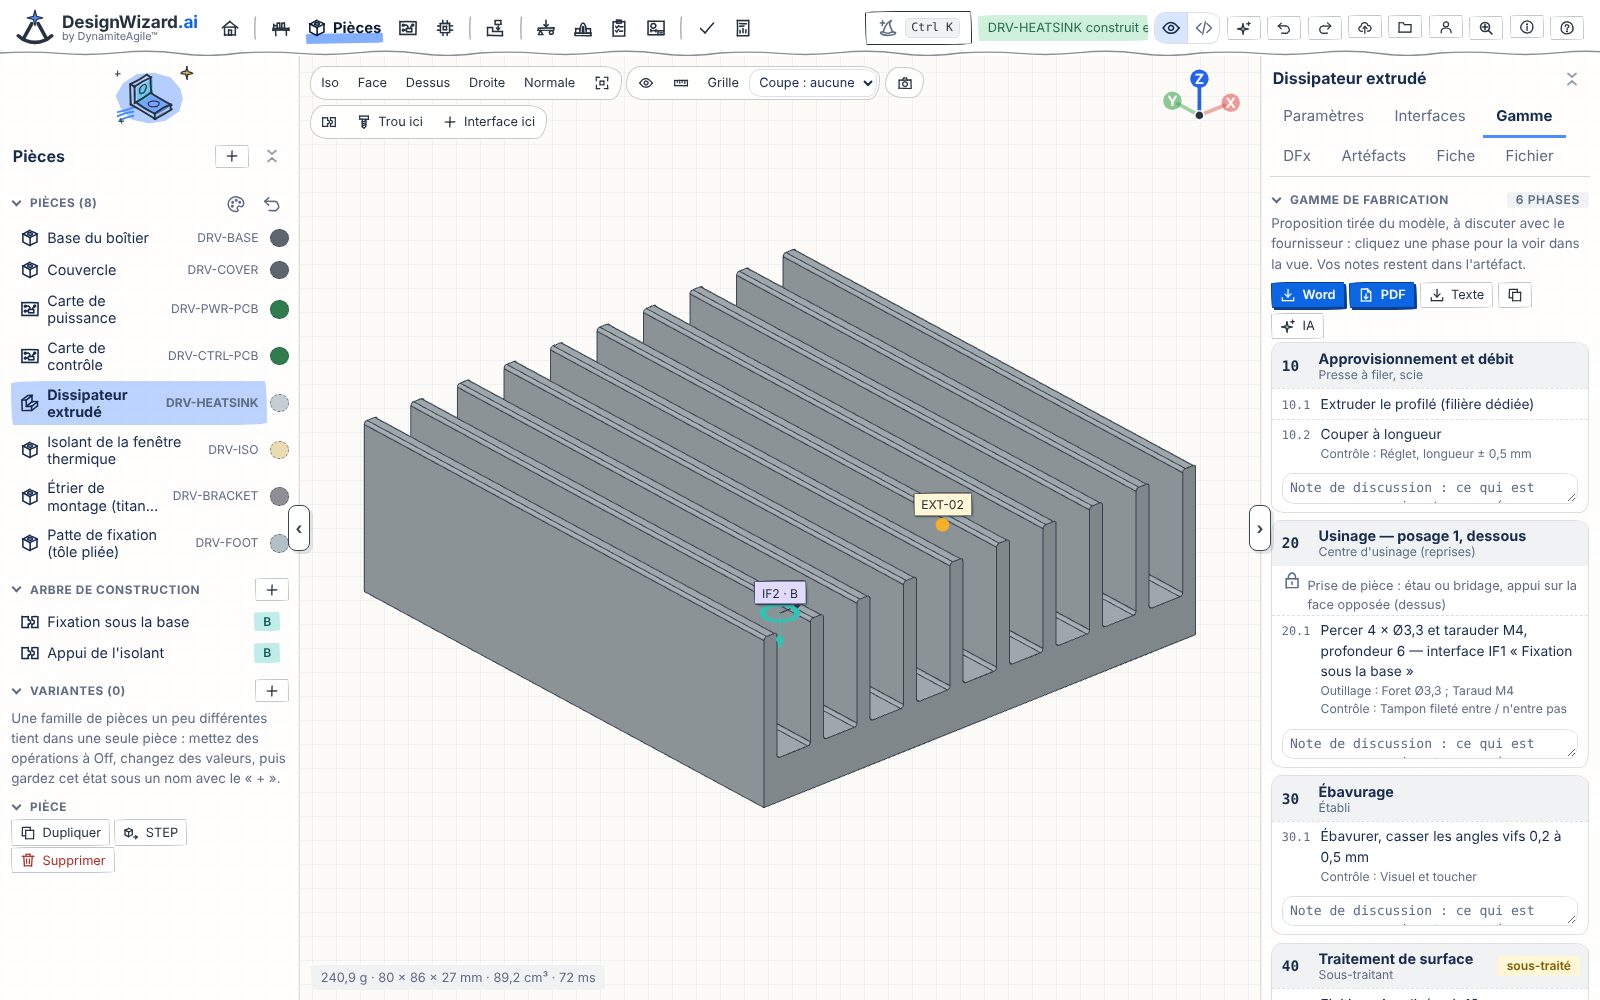 DesignWizard.ai
by DynamiteAgile™
Pièces
Ctrl K
DRV-HEATSINK construit e
Iso
Face
Dessus
Droite
Normale
Grille
Coupe : aucune
Trou ici
Interface ici
Z
Y
X
Pièces
PIÈCES (8)
Base du boîtier
DRV-BASE
Couvercle
DRV-COVER
Carte de
puissance
DRV-PWR-PCB
Carte de
contrôle
DRV-CTRL-PCB
Dissipateur
extrudé
DRV-HEATSINK
Isolant de la fenêtre
thermique
DRV-ISO
Étrier de
montage (titan...
DRV-BRACKET
Patte de fixation
(tôle pliée)
DRV-FOOT
ARBRE DE CONSTRUCTION
Fixation sous la base
B
Appui de l'isolant
B
VARIANTES (0)
Une famille de pièces un peu différentes
tient dans une seule pièce : mettez des
opérations à Off, changez des valeurs, puis
gardez cet état sous un nom avec le « + ».
PIÈCE
Dupliquer
STEP
Supprimer
EXT-02
IF2 · B
240,9 g · 80 × 86 × 27 mm · 89,2 cm³ · 72 ms
Dissipateur extrudé
Paramètres
Interfaces
Gamme
DFx
Artéfacts
Fiche
Fichier
GAMME DE FABRICATION
6 PHASES
Proposition tirée du modèle, à discuter avec le
fournisseur : cliquez une phase pour la voir dans
la vue. Vos notes restent dans l'artéfact.
Word
PDF
Texte
IA
10
Approvisionnement et débit
Presse à filer, scie
10.1
Extruder le profilé (filière dédiée)
10.2
Couper à longueur
Contrôle : Réglet, longueur ± 0,5 mm
Note de discussion : ce qui est
20
Usinage — posage 1, dessous
Centre d'usinage (reprises)
Prise de pièce : étau ou bridage, appui sur la
face opposée (dessus)
20.1
Percer 4 × Ø3,3 et tarauder M4,
profondeur 6 — interface IF1 « Fixation
sous la base »
Outillage : Foret Ø3,3 ; Taraud M4
Contrôle : Tampon fileté entre / n'entre pas
Note de discussion : ce qui est
30
Ébavurage
Établi
30.1
Ébavurer, casser les angles vifs 0,2 à
0,5 mm
Contrôle : Visuel et toucher
Note de discussion : ce qui est
40
Traitement de surface
Sous-traitant
sous-traité